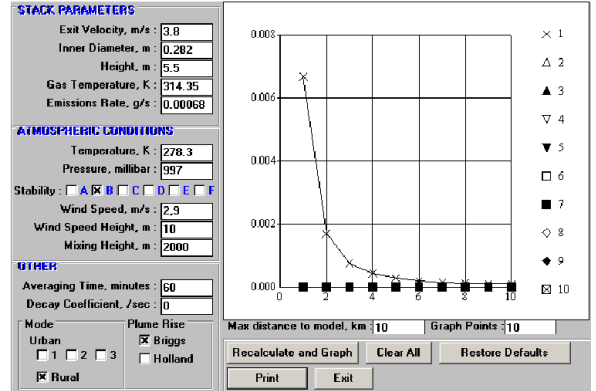 STACK PARAMETERS
Exit Velocity, m/s : 3.8
Inner Diameter, m : 0.282
Height, m : 5.5
Gas Temperature, K : 314.35
Emissions Rate, g/s : 0.00068
ATMOSPHERIC CONDITIONS
Temperature, K : 278.3
Pressure, millibar : 997
Stability : A B C D E F
Wind Speed, m/s : 2,9
Wind Speed Height, m : 10
Mixing Height, m : 2000
OTHER
Averaging Time, minutes : 60
Decay Coefficient, /sec : 0
Mode
Urban
1 2 3
Rural
Plume Rise
Briggs
Holland
0.008
0.006
0.004
0.002
0.000
0 2 4 6 8 10
1
2
3
4
5
6
7
8
9
10
Max distance to model, km : 10 Graph Points : 10
Recalculate and Graph Clear All Restore Defaults
Print Exit